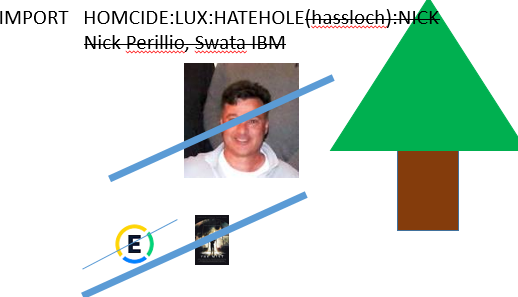 IMPORT HOMCIDE:LUX:HATEHOLE(hassloch):NICK
Nick Perillio, Swata IBM
E